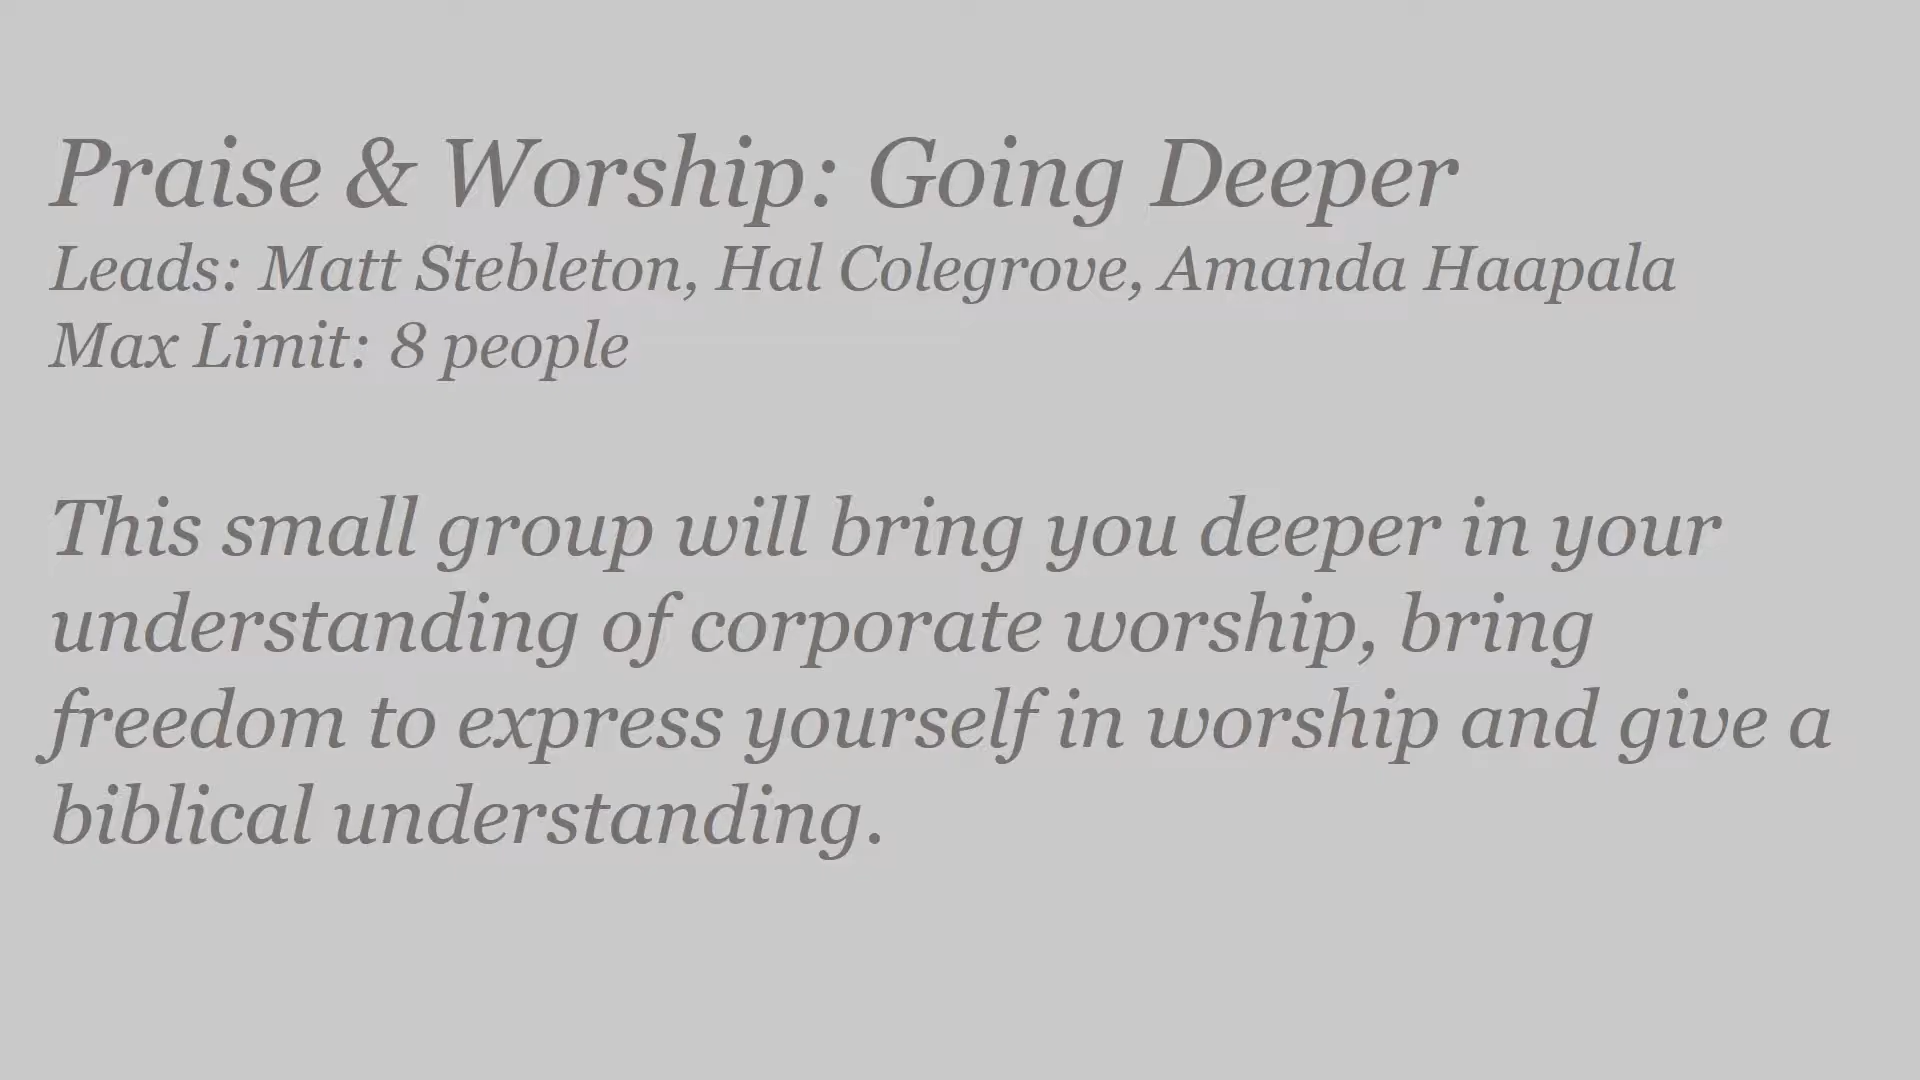 Praise & Worship: Going Deeper
Leads: Matt Stebleton, Hal Colegrove, Amanda Haapala
Max Limit: 8 people
This small group will bring you deeper in your
understanding of corporate worship, bring
freedom to express yourself in worship and give a
biblical understanding.